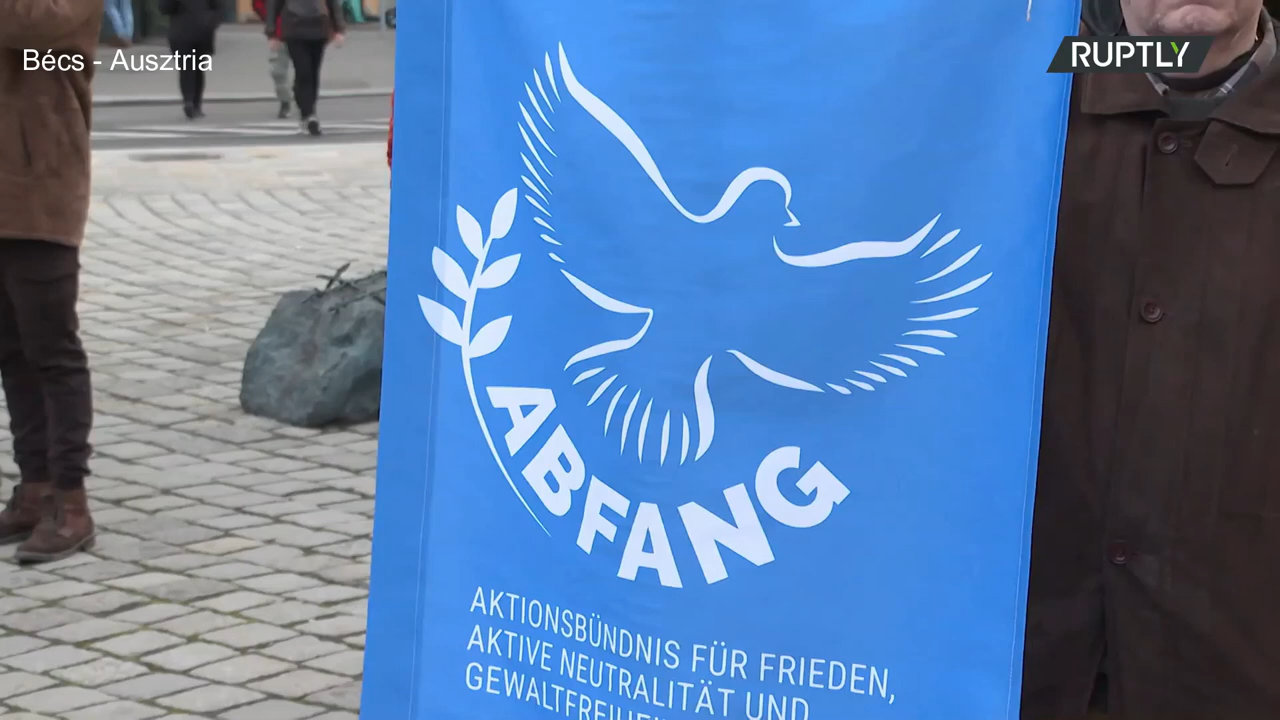 Bécs - Ausztria
RUPTLY
ABFANG
AKTIONSBÜNDNIS FÜR FRIEDEN,
AKTIVE NEUTRALITÄT UND